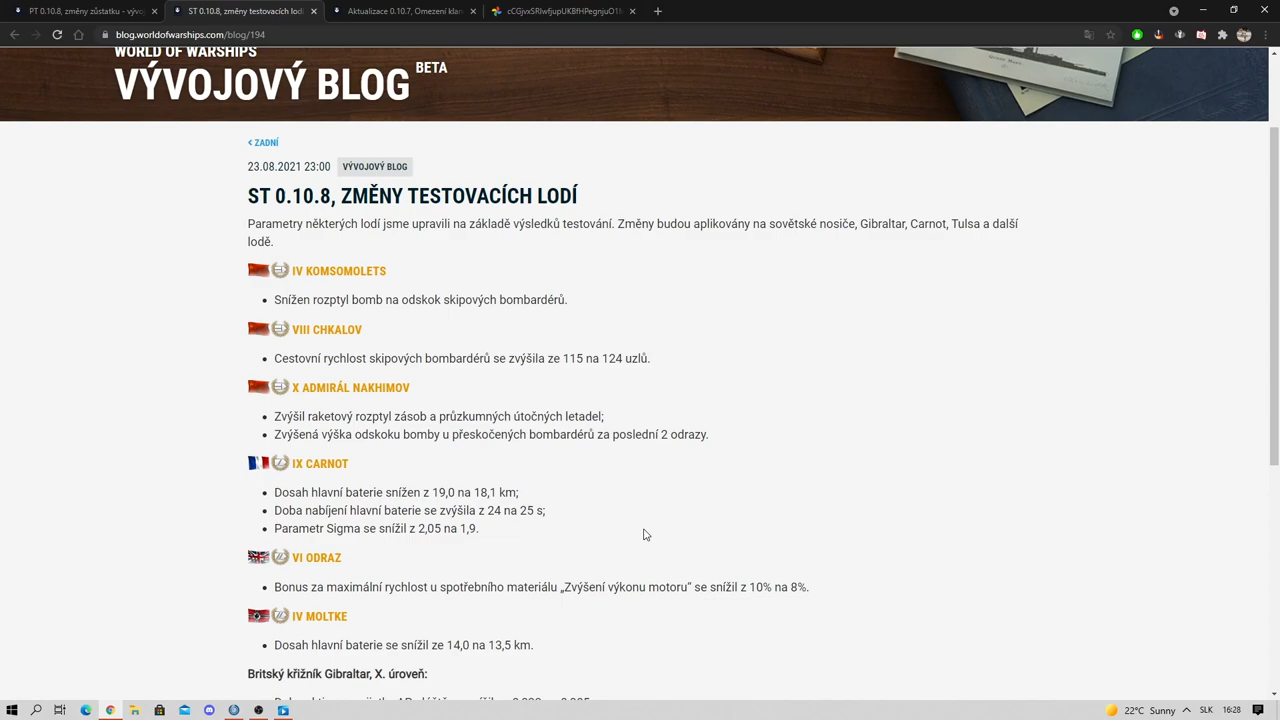 PT 0.10.8, změny zůstatku - vývo
ST 0.10.8, změny testovacích lodí
Aktualizace 0.10.7, Omezení klan
cCGjvxSRlwfjuUKBfHPegnjuO1
blog.worldofwarships.com/blog/194
WORLD OF WARSHIPS
VÝVOJOVÝ BLOG BETA
ZADNÍ
23.08.2021 23:00 VÝVOJOVÝ BLOG
ST 0.10.8, ZMĚNY TESTOVACÍCH LODÍ
Parametry některých lodí jsme upravili na základě výsledků testování. Změny budou aplikovány na sovětské nosiče, Gibraltar, Carnot, Tulsa a další
lodě.
IV KOMSOMOLETS
• Snížen rozptyl bomb na odskok skipových bombardérů.
VIII CHKALOV
• Cestovní rychlost skipových bombardérů se zvýšila ze 115 na 124 uzlů.
X ADMIRÁL NAKHIMOV
• Zvýšil raketový rozptyl zásob a průzkumných útočných letadel;
• Zvýšená výška odskoku bomby u přeskočených bombardérů za poslední 2 odrazy.
IX CARNOT
• Dosah hlavní baterie snížen z 19,0 na 18,1 km;
• Doba nabíjení hlavní baterie se zvýšila z 24 na 25 s;
• Parametr Sigma se snížil z 2,05 na 1,9.
VI ODRAZ
• Bonus za maximální rychlost u spotřebního materiálu „Zvýšení výkonu motoru“ se snížil z 10% na 8%.
IV MOLTKE
• Dosah hlavní baterie se snížil ze 14,0 na 13,5 km.
Britský křižník Gibraltar, X. úroveň:
22°C Sunny SLK 16:28